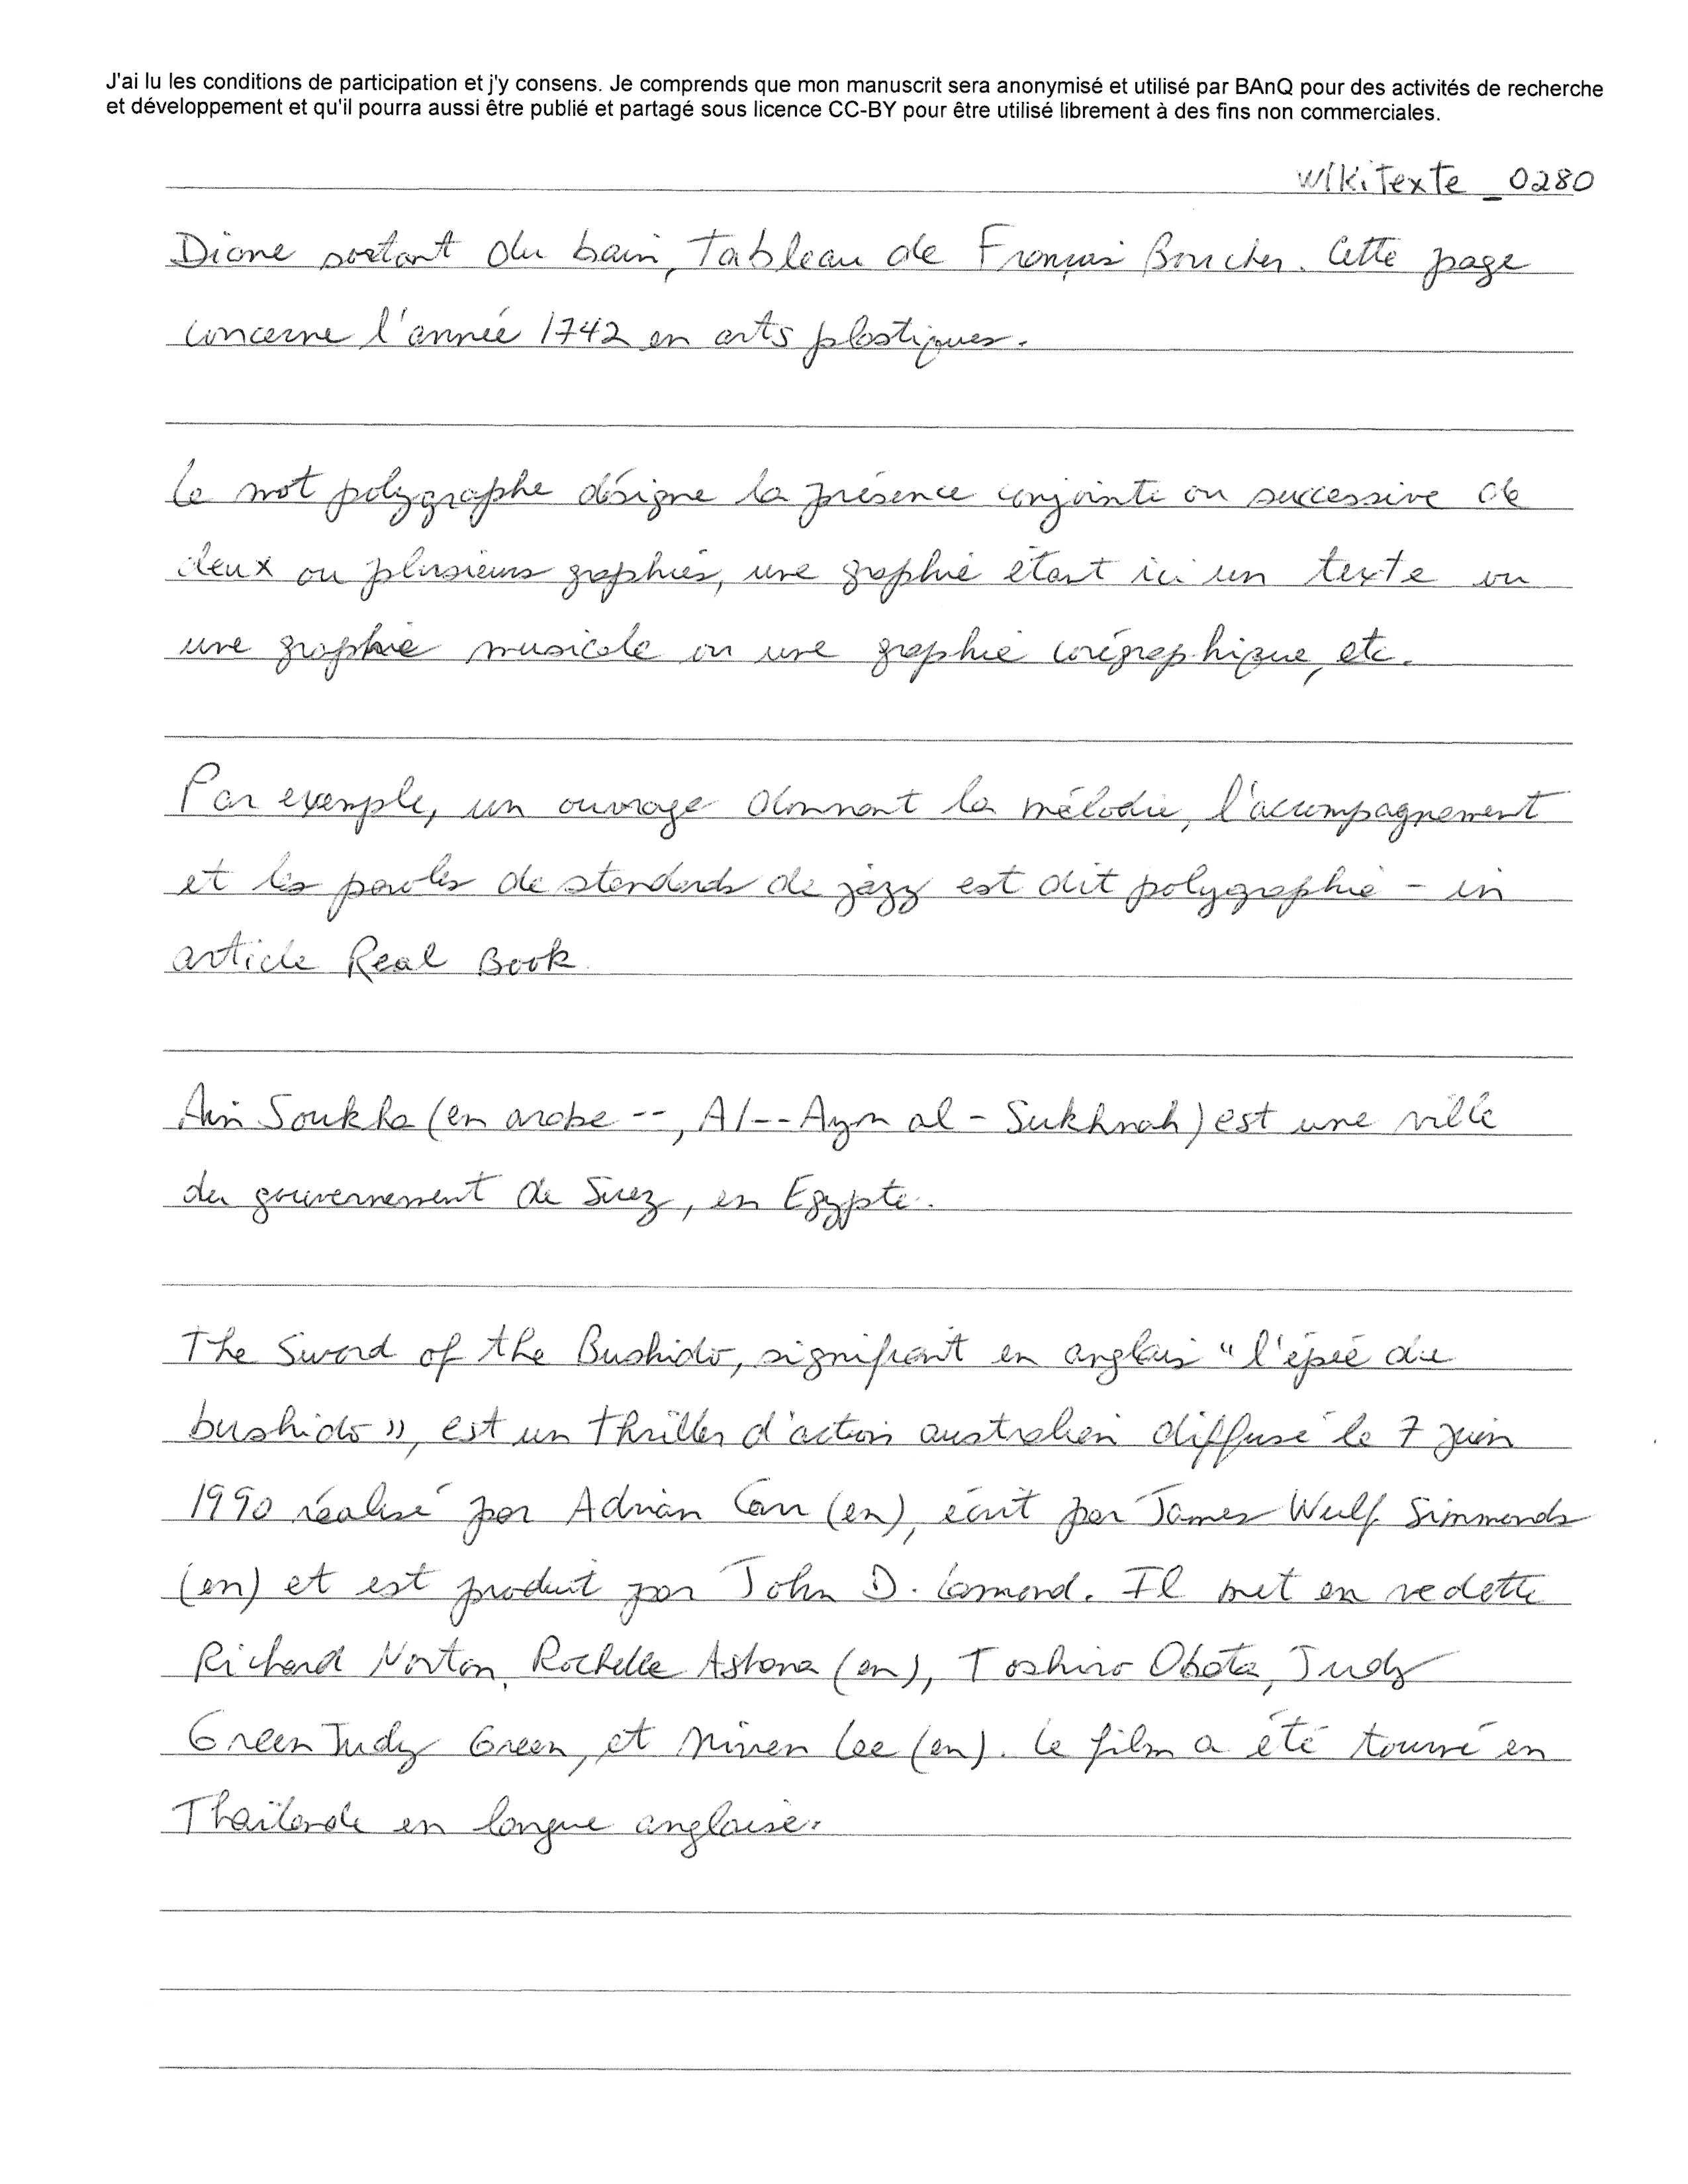 J'ai lu les conditions de participation et j'y consens. Je comprends que mon manuscrit sera anonymisé et utilisé par BAnQ pour des activités de recherche
et développement et qu'il pourra aussi être publié et partagé sous licence CC-BY pour être utilisé librement à des fins non commerciales.
WikiTexte_0280
Diane sortant du bain, Tableau de François Boucher. Cette page
concerne l'année 1742 en arts plastiques.
Le mot polygraphe désigne la présence conjointe ou successive de
deux ou plusieurs graphies, une graphie étant ici un texte ou
une graphie musicale ou une graphie corégraphique, etc.
Par exemple, un ouvrage donnant la mélodie, l'accompagnement
et les paroles de standards de jazz est dit polygraphie - in
article Real Book.
Ain Soukha (en arabe --, Al--Ayn al-Sukhnah) est une ville
du gouvernement de Suez, en Egypte.
The Sword of the Bushido, signifiant en anglais "l'épée du
bushido», est un thriller d'action australien diffusé le 7 juin
1990 réalisé par Adrian Carr (en), écrit par James Wulf Simmonds
(en) et est produit par John D. Lamond. Il met en vedette
Richard Norton, Rochelle Ashana (en), Toshiro Obata, Judy
Green Judy Green, et Niven Lee (en). Le film a été tourné en
Thaïlande en langue anglaise.